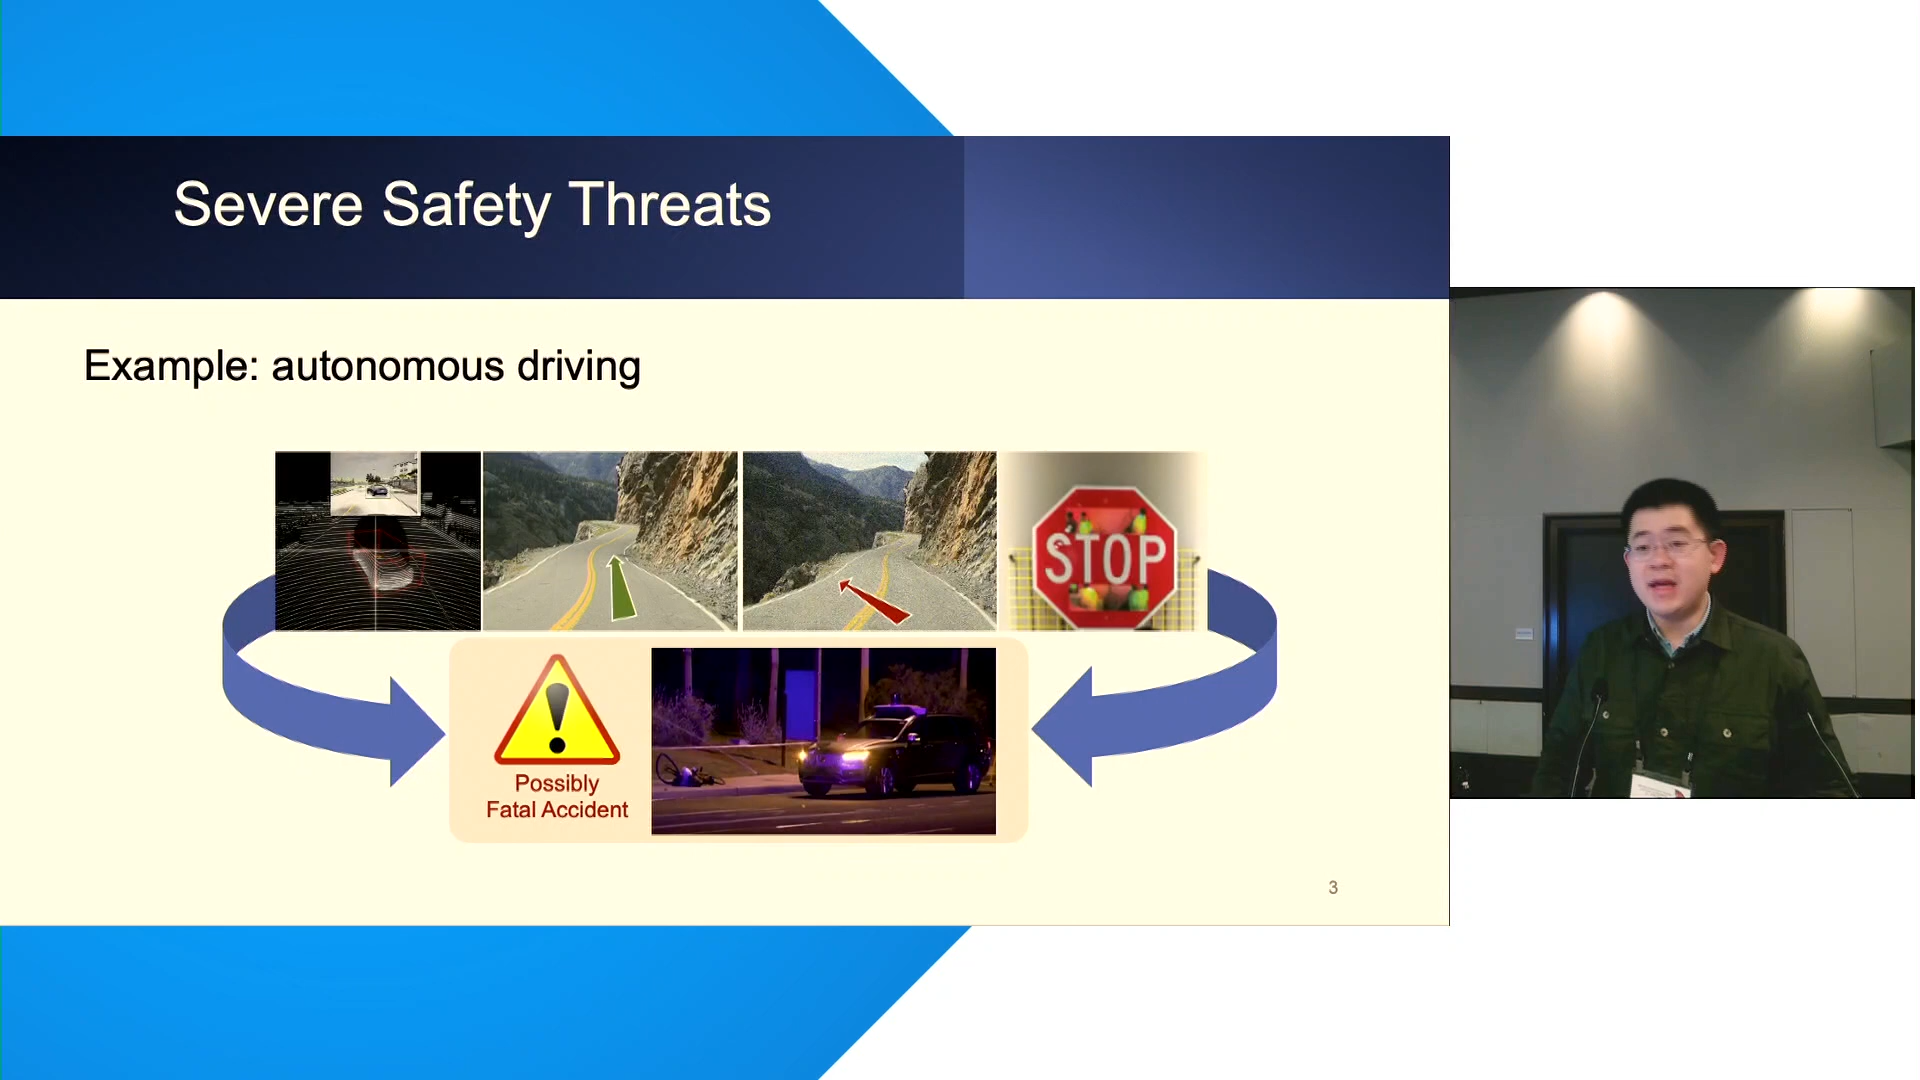 Severe Safety Threats
Example: autonomous driving
STOP
Possibly
Fatal Accident
3